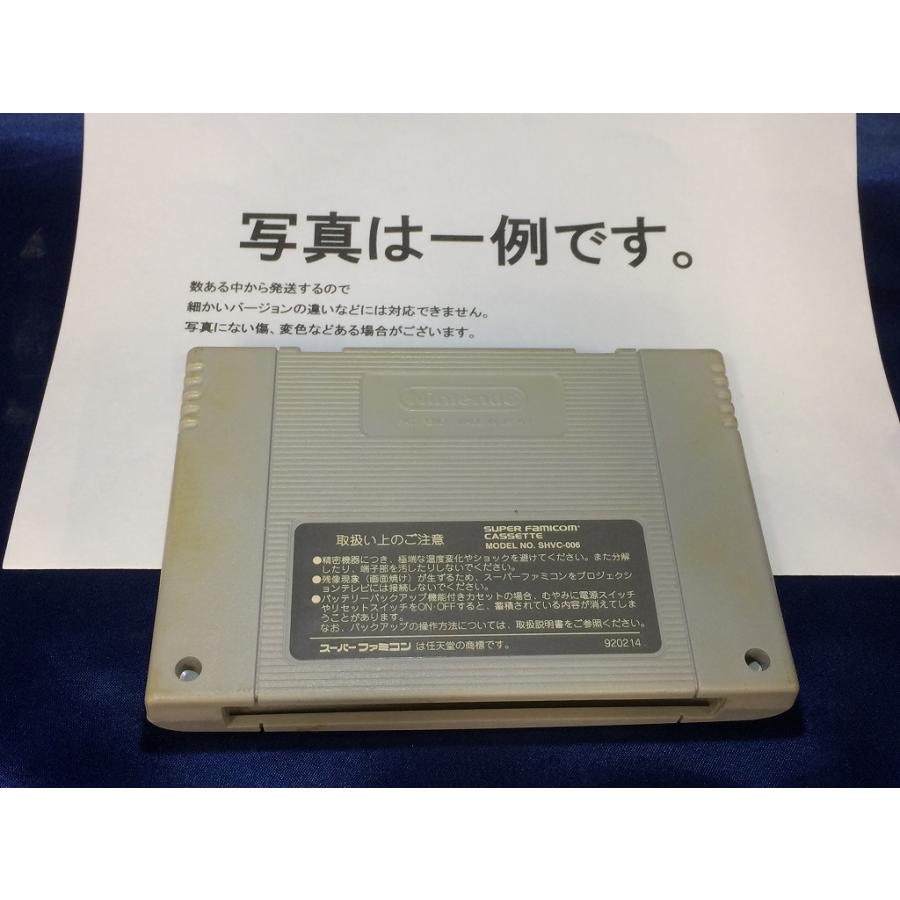 写真は一例です。
数ある中から発送するので
細かいバージョンの違いなどには対応できません。
写真にない傷、変色などある場合がございます。
Nintendo
取扱い上のご注意
SUPER FAMICOM
CASSETTE
MODEL NO. SHVC-006
●精密機器につき、極端な温度変化やショックを避けてください。また分解
したり、端子部を汚したりしないでください。
●残像現象(画面焼け)が生ずるため、スーパーファミコンをプロジェクシ
ョンテレビには接続しないでください。
●バッテリーバックアップ機能付きカセットの場合、むやみに電源スイッチ
やリセットスイッチをON·OFFすると、蓄積されている内容が消えてしま
うことがあります。
なお、バックアップの操作方法については、取扱説明書をご参照ください。
スーパーファミコンは任天堂の商標です。
920214